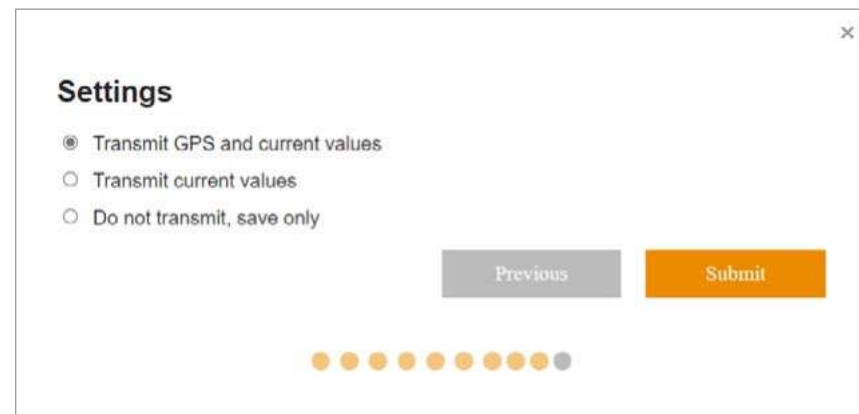 Settings
Transmit GPS and current values
Transmit current values
Do not transmit, save only
Previous
Submit